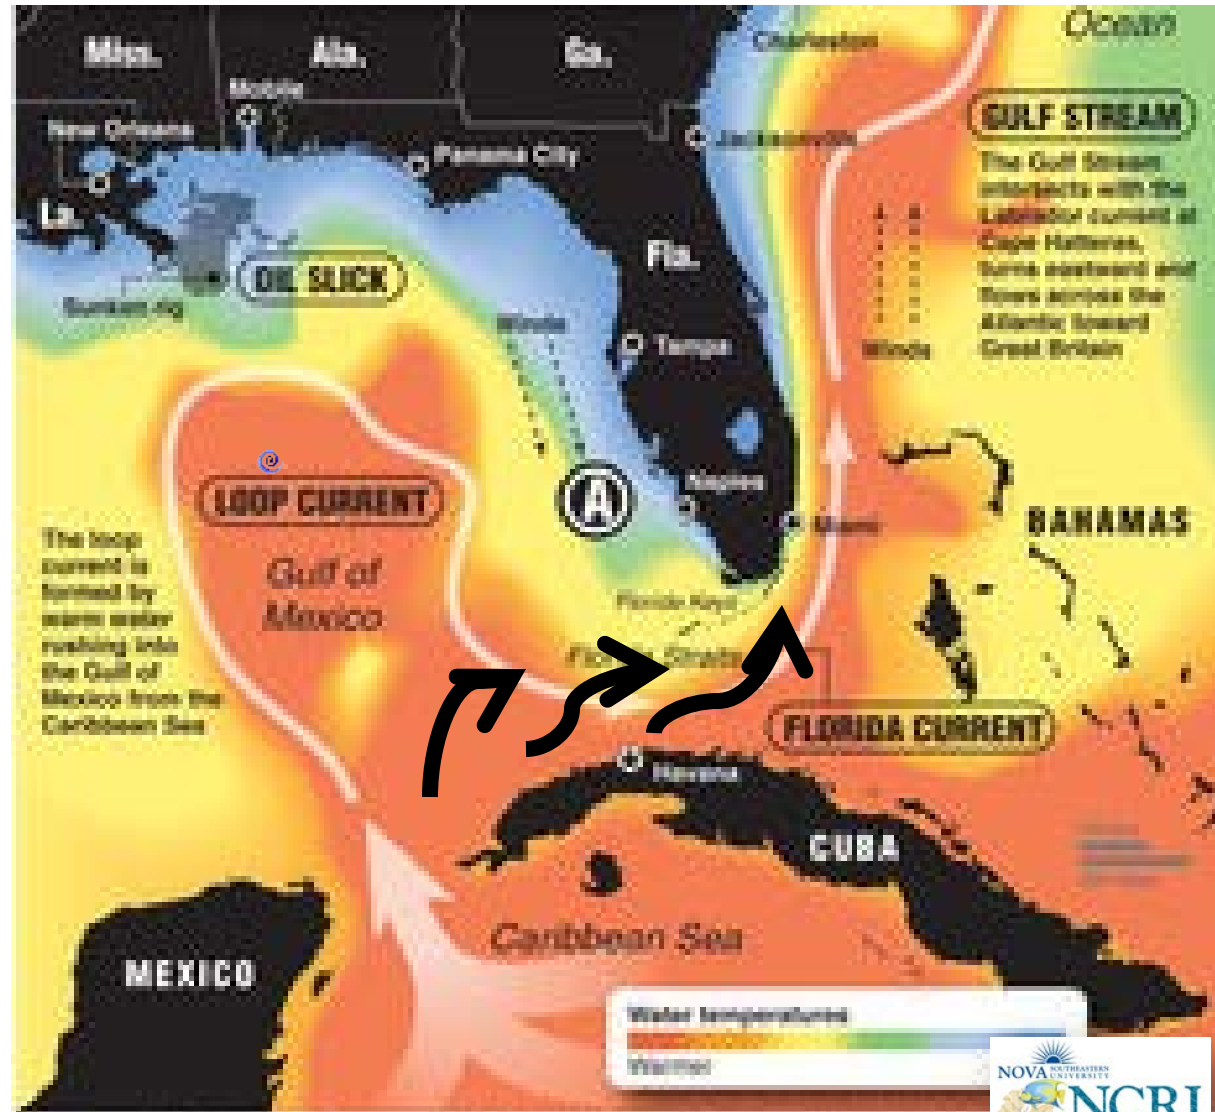 Ocean
Charleston
Miss.
Ala.
Ga.
Mobile
GULF STREAM
New Orleans
Jacksonville
Panama City
The Gulf Stream
intersects with the
Labrador current at
Cape Hatteras,
turns eastward and
flows across the
Atlantic toward
Great Britain
La.
Fla.
OIL SLICK
Sunken rig
Winds
Tampa
Winds
LOOP CURRENT
A
Naples
Miami
BAHAMAS
The loop
current is
formed by
warm water
rushing into
the Gulf of
Mexico from the
Caribbean Sea
Gulf of
Mexico
Florida Keys
Florida Straits
FLORIDA CURRENT
Havana
CUBA
Caribbean Sea
MEXICO
Water temperatures
Warmer
NOVA SOUTHEASTERN
UNIVERSITY
NCRI